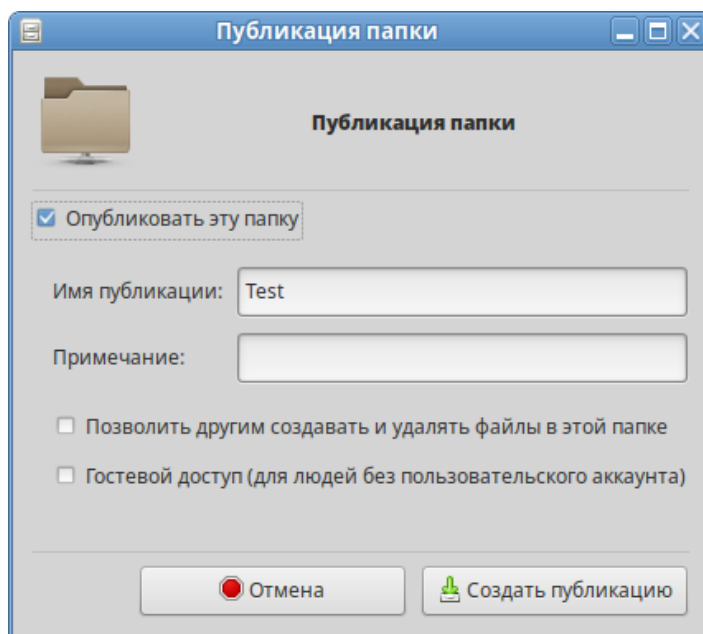 Публикация папки
Публикация папки
Опубликовать эту папку
Имя публикации: Test
Примечание:
Позволить другим создавать и удалять файлы в этой папке
Гостевой доступ (для людей без пользовательского аккаунта)
Отмена Создать публикацию